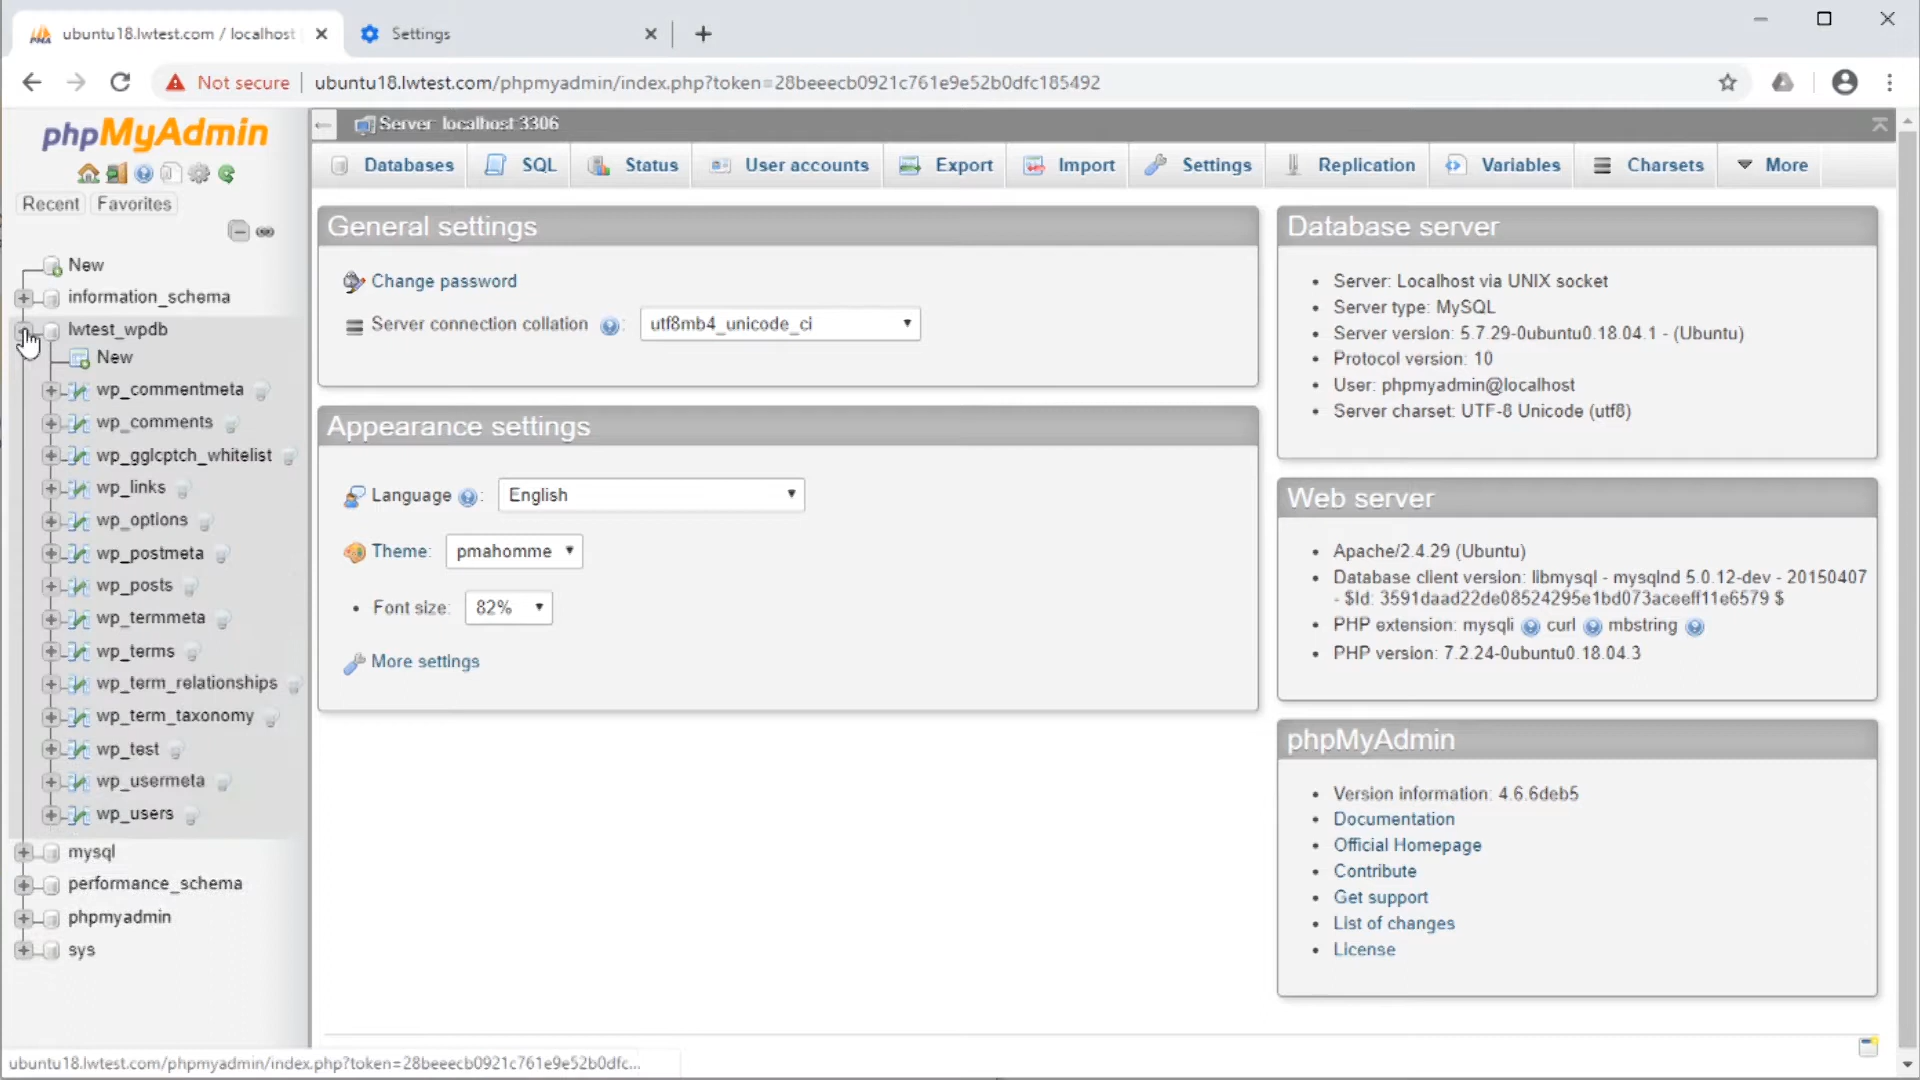 ubuntu18.lwtest.com / localhost
Settings
Not secure
ubuntu18.lwtest.com/phpmyadmin/index.php?token=28beeecb0921c761e9e52b0dfc185492
phpMyAdmin
Recent
Favorites
New
information_schema
lwtest_wpdb
New
wp_commentmeta
wp_comments
wp_gglcptch_whitelist
wp_links
wp_options
wp_postmeta
wp_posts
wp_termmeta
wp_terms
wp_term_relationships
wp_term_taxonomy
wp_test
wp_usermeta
wp_users
mysql
performance_schema
phpmyadmin
sys
Server: localhost:3306
Databases
SQL
Status
User accounts
Export
Import
Settings
Replication
Variables
Charsets
More
General settings
Change password
Server connection collation
:
utf8mb4_unicode_ci
Appearance settings
Language
:
English
Theme:
pmahomme
• Font size:
82%
More settings
Database server
• Server: Localhost via UNIX socket
• Server type: MySQL
• Server version: 5.7.29-0ubuntu0.18.04.1 - (Ubuntu)
• Protocol version: 10
• User: phpmyadmin@localhost
• Server charset: UTF-8 Unicode (utf8)
Web server
• Apache/2.4.29 (Ubuntu)
• Database client version: libmysql - mysqlnd 5.0.12-dev - 20150407
- $Id: 3591daad22de08524295e1bd073aceeff11e6579 $
• PHP extension: mysqli curl mbstring
• PHP version: 7.2.24-0ubuntu0.18.04.3
phpMyAdmin
• Version information: 4.6.6deb5
• Documentation
• Official Homepage
• Contribute
• Get support
• List of changes
• License
ubuntu18.lwtest.com/phpmyadmin/index.php?token=28beeecb0921c761e9e52b0dfc...